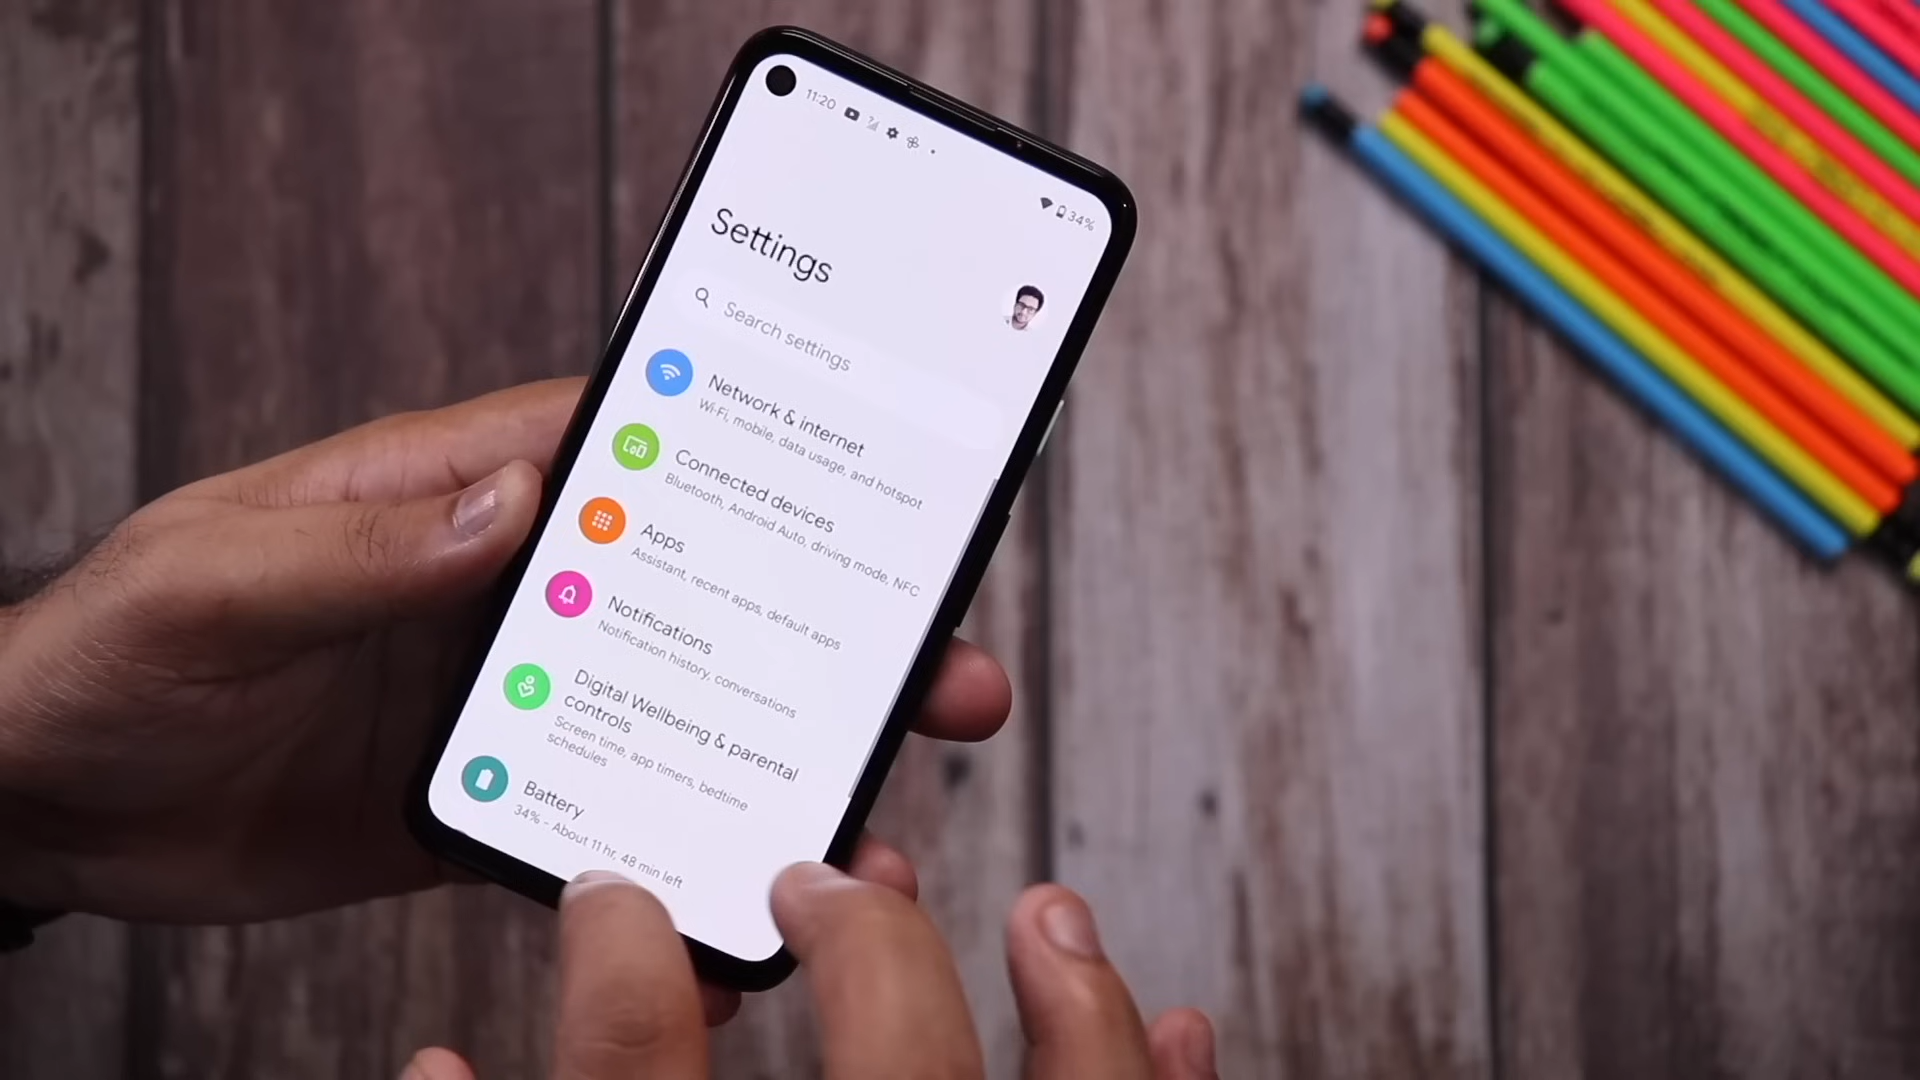 11:20
34%
Settings
Search settings
Network & internet
Wi-Fi, mobile, data usage, and hotspot
Connected devices
Bluetooth, Android Auto, driving mode, NFC
Apps
Assistant, recent apps, default apps
Notifications
Notification history, conversations
Digital Wellbeing & parental
controls
Screen time, app timers, bedtime
schedules
Battery
34% - About 11 hr, 48 min left